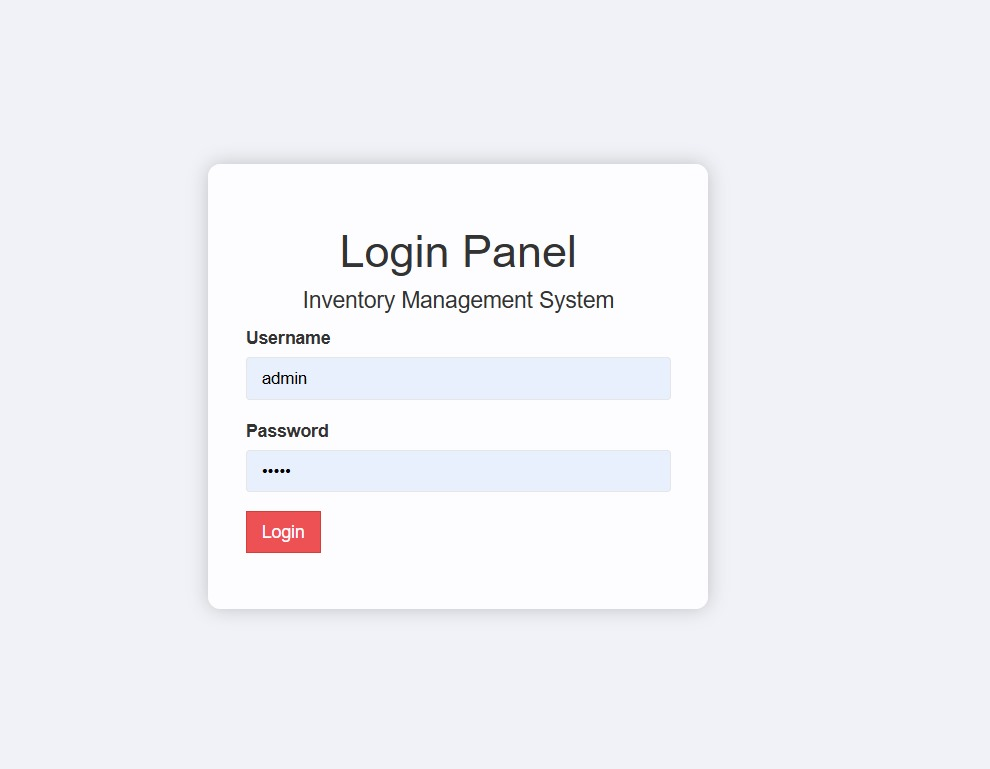 Login Panel
Inventory Management System
Username
admin
Password
•••••
Login